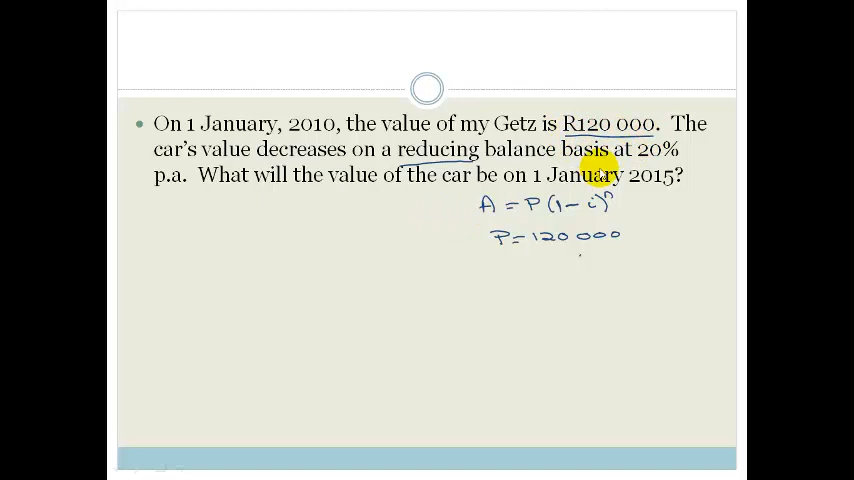 On 1 January, 2010, the value of my Getz is R120 000. The
car's value decreases on a reducing balance basis at 20%
p.a. What will the value of the car be on 1 January 2015?
A = P(1-i)ⁿ
P = 120 000